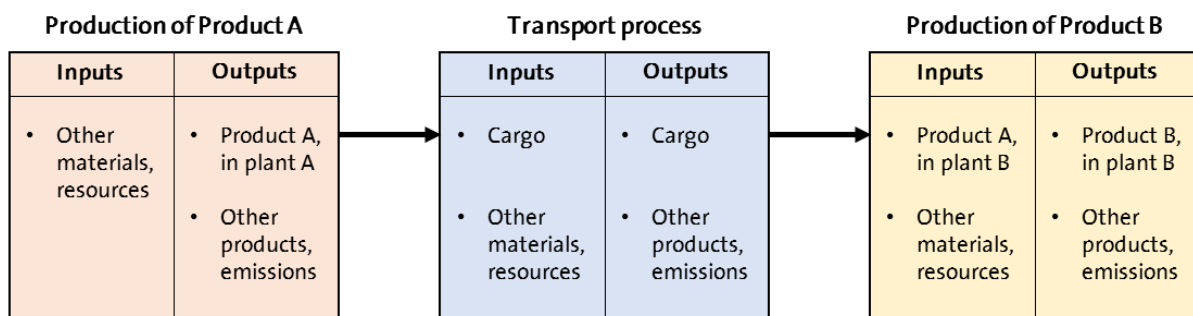 Production of Product A
Inputs
Outputs
• Other
materials,
resources
• Product A,
in plant A
• Other
products,
emissions
Transport process
Inputs
Outputs
• Cargo
• Other
materials,
resources
• Cargo
• Other
products,
emissions
Production of Product B
Inputs
Outputs
• Product A,
in plant B
• Other
materials,
resources
• Product B,
in plant B
• Other
products,
emissions